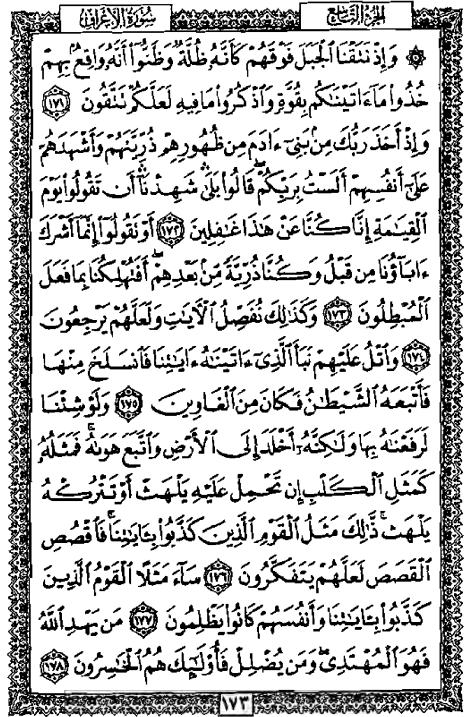 سُورَةُ الأَعْرَافِ
الجزء التاسع
۞ وَإِذْ نَتَقْنَا ٱلْجَبَلَ فَوْقَهُمْ كَأَنَّهُۥ ظُلَّةٌ وَظَنُّوٓا۟ أَنَّهُۥ وَاقِعٌۢ بِهِمْ
خُذُوا۟ مَآ ءَاتَيْنَٰكُم بِقُوَّةٍ وَٱذْكُرُوا۟ مَا فِيهِ لَعَلَّكُمْ تَتَّقُونَ ١٧١
وَإِذْ أَخَذَ رَبُّكَ مِنۢ بَنِىٓ ءَادَمَ مِن ظُهُورِهِمْ ذُرِّيَّتَهُمْ وَأَشْهَدَهُمْ
عَلَىٰٓ أَنفُسِهِمْ أَلَسْتُ بِرَبِّكُمْ ۖ قَالُوا۟ بَلَىٰ ۛ شَهِدْنَآ ۛ أَن تَقُولُوا۟ يَوْمَ
ٱلْقِيَٰمَةِ إِنَّا كُنَّا عَنْ هَٰذَا غَٰفِلِينَ ١٧٢ أَوْ تَقُولُوٓا۟ إِنَّمَآ أَشْرَكَ
ءَابَآؤُنَا مِن قَبْلُ وَكُنَّا ذُرِّيَّةً مِّنۢ بَعْدِهِمْ ۖ أَفَتُهْلِكُنَا بِمَا فَعَلَ
ٱلْمُبْطِلُونَ ١٧٣ وَكَذَٰلِكَ نُفَصِّلُ ٱلْءَايَٰتِ وَلَعَلَّهُمْ يَرْجِعُونَ
١٧٤ وَٱتْلُ عَلَيْهِمْ نَبَأَ ٱلَّذِىٓ ءَاتَيْنَٰهُ ءَايَٰتِنَا فَٱنسَلَخَ مِنْهَا
فَأَتْبَعَهُ ٱلشَّيْطَٰنُ فَكَانَ مِنَ ٱلْغَاوِينَ ١٧٥ وَلَوْ شِئْنَا
لَرَفَعْنَٰهُ بِهَا وَلَٰكِنَّهُۥٓ أَخْلَدَ إِلَى ٱلْأَرْضِ وَٱتَّبَعَ هَوَىٰهُ ۚ فَمَثَلُهُۥ
كَمَثَلِ ٱلْكَلْبِ إِن تَحْمِلْ عَلَيْهِ يَلْهَثْ أَوْ تَتْرُكْهُ
يَلْهَث ۚ ذَّٰلِكَ مَثَلُ ٱلْقَوْمِ ٱلَّذِينَ كَذَّبُوا۟ بِـَٔايَٰتِنَا ۚ فَٱقْصُصِ
ٱلْقَصَصَ لَعَلَّهُمْ يَتَفَكَّرُونَ ١٧٦ سَآءَ مَثَلًا ٱلْقَوْمُ ٱلَّذِينَ
كَذَّبُوا۟ بِـَٔايَٰتِنَا وَأَنفُسَهُمْ كَانُوا۟ يَظْلِمُونَ ١٧٧ مَن يَهْدِ ٱللَّهُ
فَهُوَ ٱلْمُهْتَدِى ۖ وَمَن يُضْلِلْ فَأُو۟لَٰٓئِكَ هُمُ ٱلْخَٰسِرُونَ ١٧٨
١٧٣